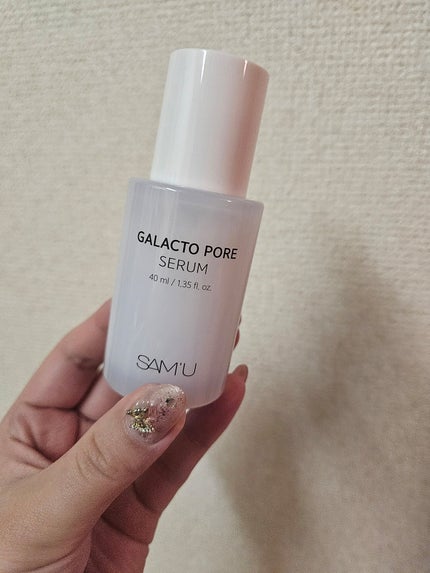 GALACTO PORE
SERUM
40 ml / 1.35 fl. oz.
SAM'U